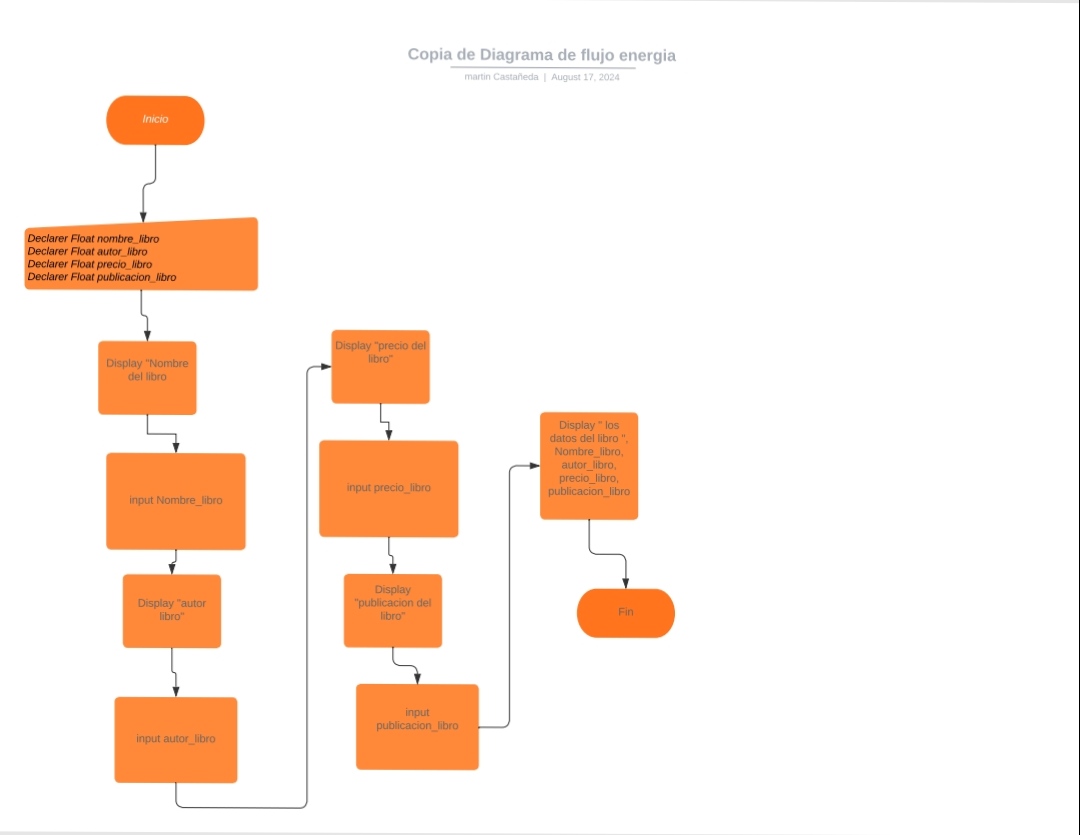 Copia de Diagrama de flujo energia
martin Castañeda | August 17, 2024
Inicio
Declarer Float nombre_libro
Declarer Float autor_libro
Declarer Float precio_libro
Declarer Float publicacion_libro
Display "Nombre
del libro
input Nombre_libro
Display "autor
libro"
input autor_libro
Display "precio del
libro"
input precio_libro
Display
"publicacion del
libro"
input
publicacion_libro
Display " los
datos del libro ",
Nombre_libro,
autor_libro,
precio_libro,
publicacion_libro
Fin